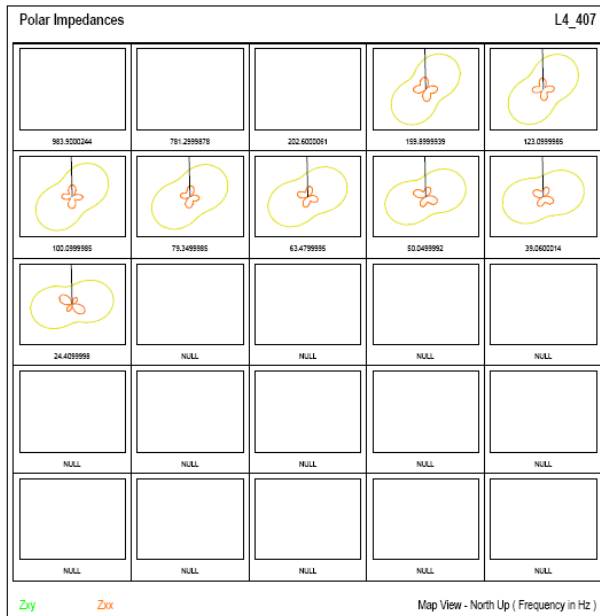 Polar Impedances L4_407
983.9000244 781.2999878 202.6000061 159.8999939 123.0999985
100.0999985 79.3499985 63.4799995 50.0499992 39.0600014
24.4099998 NULL NULL NULL NULL
NULL NULL NULL NULL NULL
NULL NULL NULL NULL NULL
Zxy Zxx Map View - North Up ( Frequency in Hz )